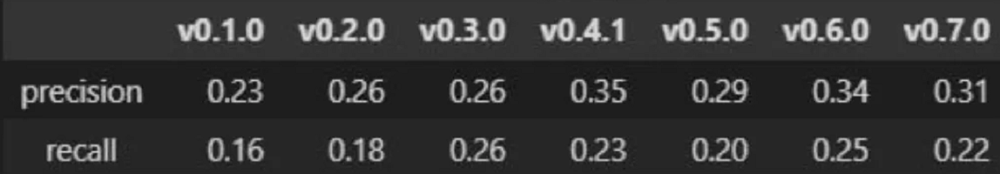 v0.1.0 v0.2.0 v0.3.0 v0.4.1 v0.5.0 v0.6.0 v0.7.0
precision 0.23 0.26 0.26 0.35 0.29 0.34 0.31
recall 0.16 0.18 0.26 0.23 0.20 0.25 0.22